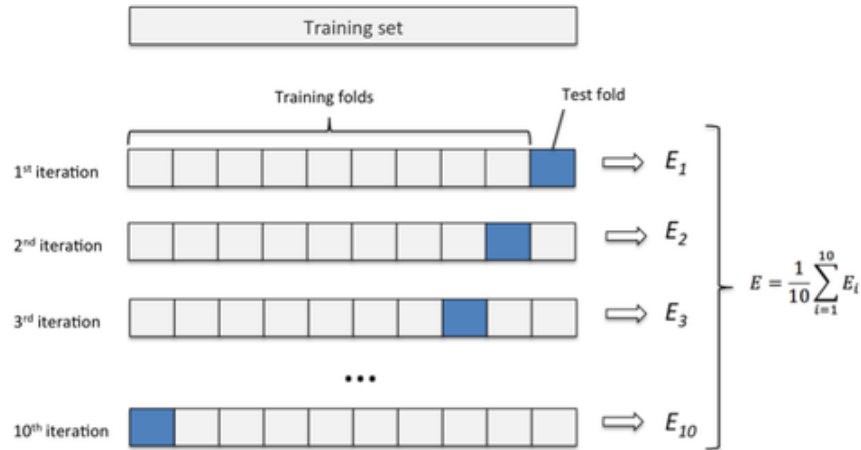 Training set
Training folds
Test fold
1st iteration
E1
2nd iteration
E2
3rd iteration
E3
E = 1/10 10∑i=1 Ei
...
10th iteration
E10